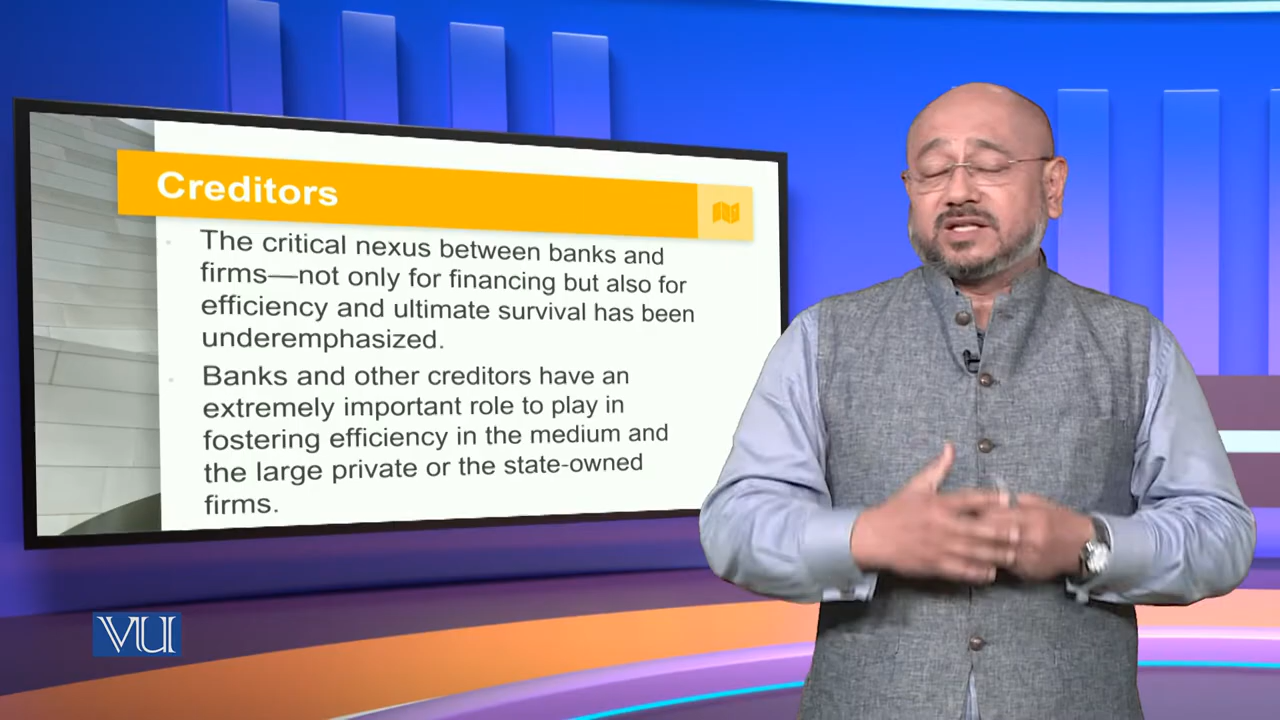 Creditors
The critical nexus between banks and
firms—not only for financing but also for
efficiency and ultimate survival has been
underemphasized.
Banks and other creditors have an
extremely important role to play in
fostering efficiency in the medium and
the large private or the state-owned
firms.
VU